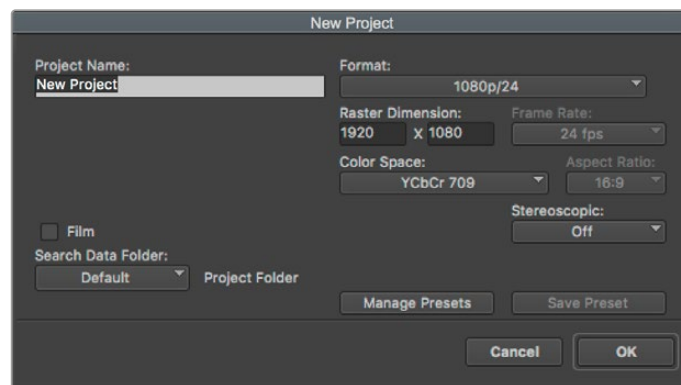 New Project
Project Name:
New Project
Format:
1080p/24
Raster Dimension:
1920 X 1080
Frame Rate:
24 fps
Color Space:
YCbCr 709
Aspect Ratio:
16:9
Stereoscopic:
Off
Film
Search Data Folder:
Default
Project Folder
Manage Presets
Save Preset
Cancel
OK